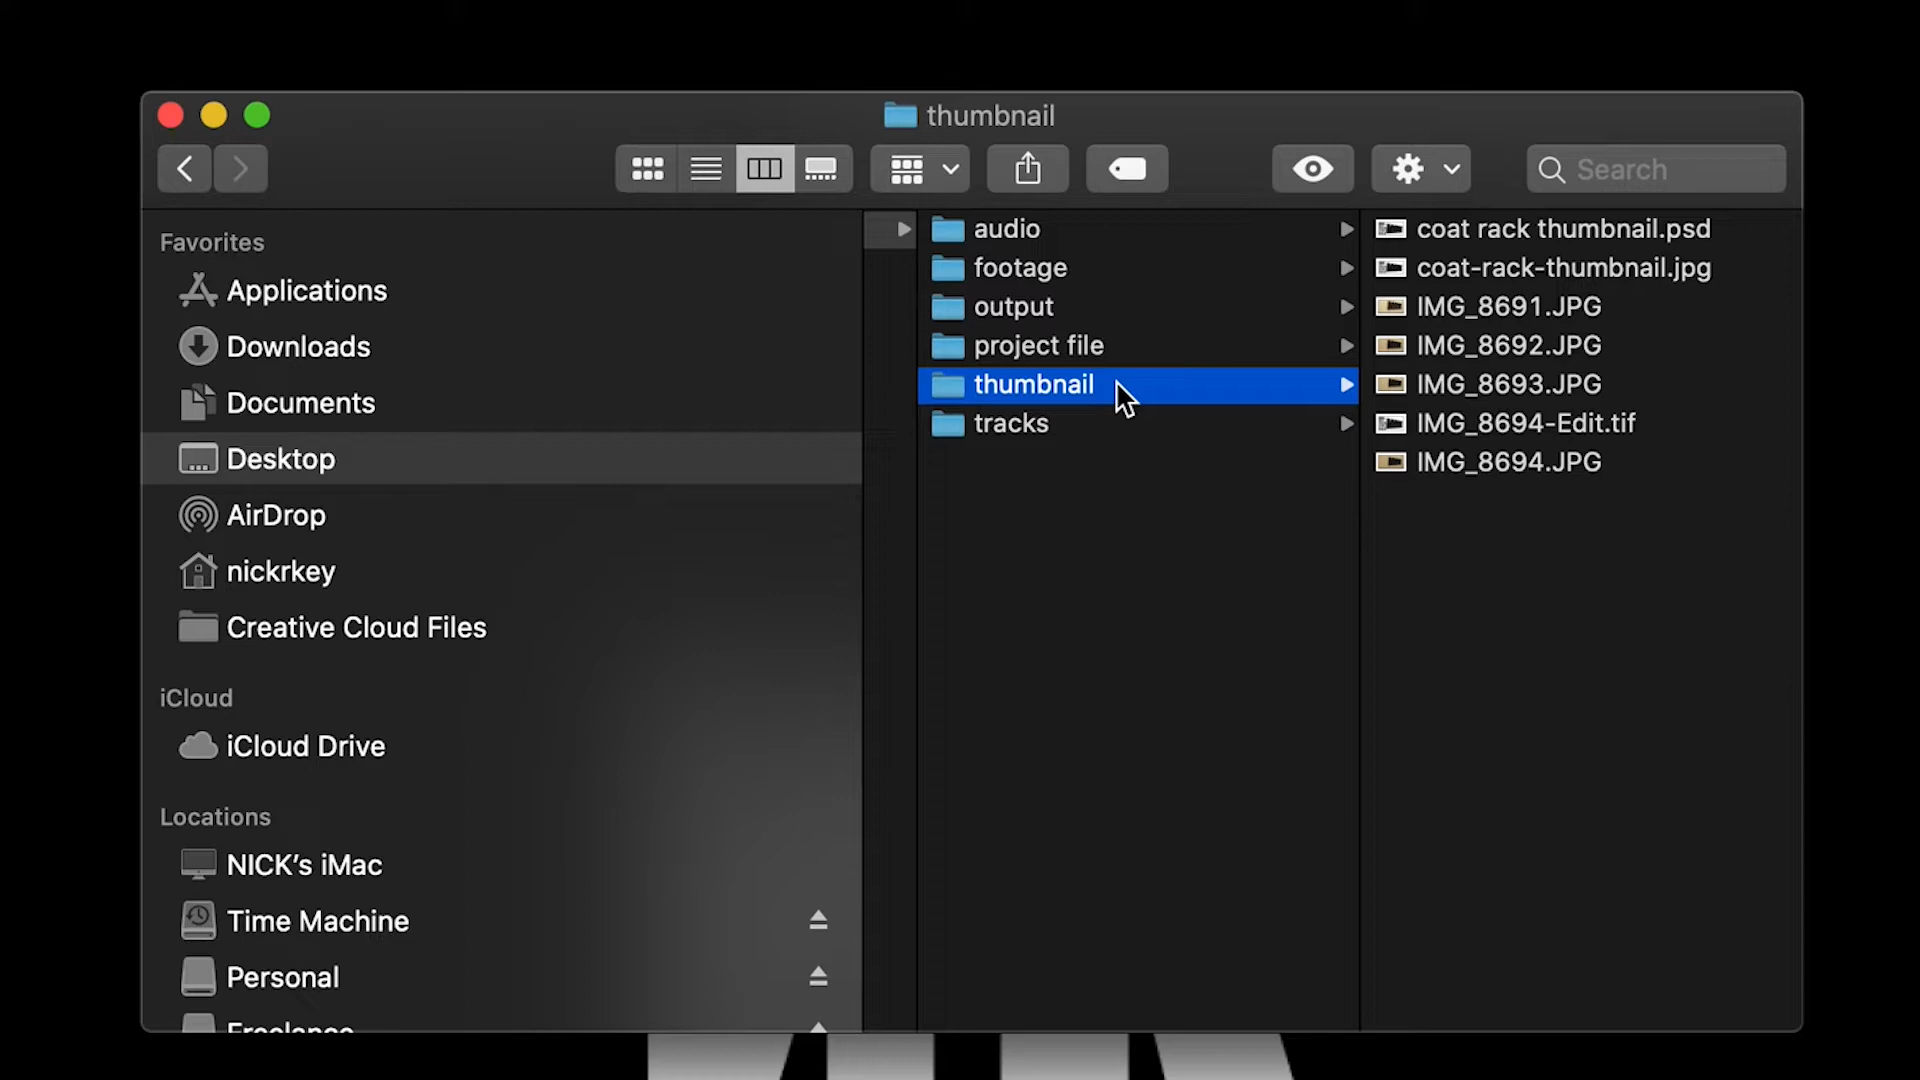 thumbnail
Search
Favorites
Applications
Downloads
Documents
Desktop
AirDrop
nickrkey
Creative Cloud Files
iCloud
iCloud Drive
Locations
NICK's iMac
Time Machine
Personal
Freelance
audio
footage
output
project file
thumbnail
tracks
coat rack thumbnail.psd
coat-rack-thumbnail.jpg
IMG_8691.JPG
IMG_8692.JPG
IMG_8693.JPG
IMG_8694-Edit.tif
IMG_8694.JPG